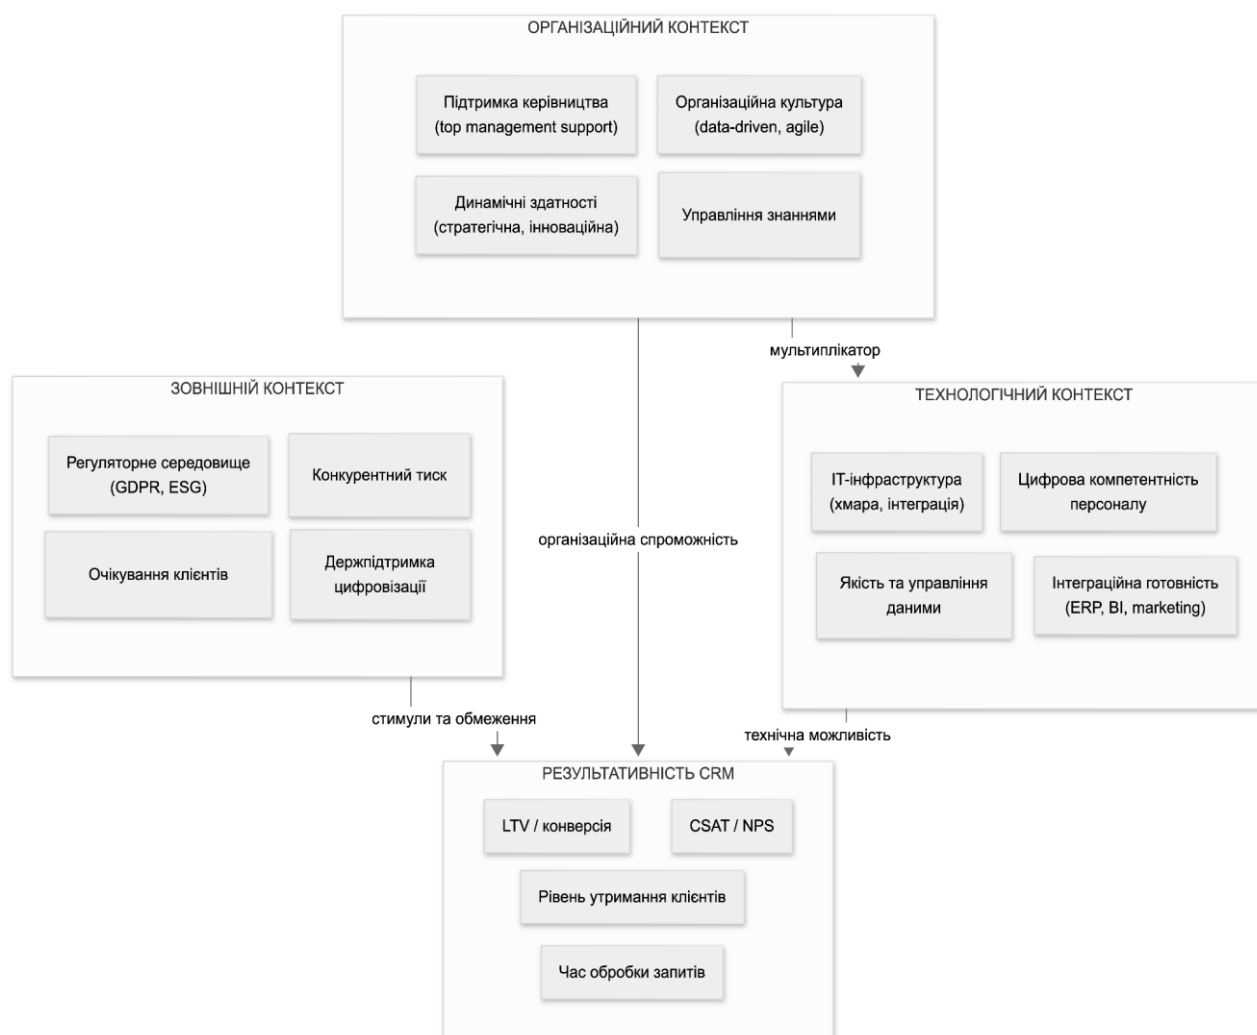 ОРГАНІЗАЦІЙНИЙ КОНТЕКСТ
Підтримка керівництва
(top management support)
Організаційна культура
(data-driven, agile)
Динамічні здатності
(стратегічна, інноваційна)
Управління знаннями
мультиплікатор
ЗОВНІШНІЙ КОНТЕКСТ
Регуляторне середовище
(GDPR, ESG)
Конкурентний тиск
Очікування клієнтів
Держпідтримка
цифровізації
організаційна спроможність
ТЕХНОЛОГІЧНИЙ КОНТЕКСТ
ІТ-інфраструктура
(хмара, інтеграція)
Цифрова компетентність
персоналу
Якість та управління
даними
Інтеграційна готовність
(ERP, BI, marketing)
стимули та обмеження
технічна можливість
РЕЗУЛЬТАТИВНІСТЬ CRM
LTV / конверсія
CSAT / NPS
Рівень утримання клієнтів
Час обробки запитів